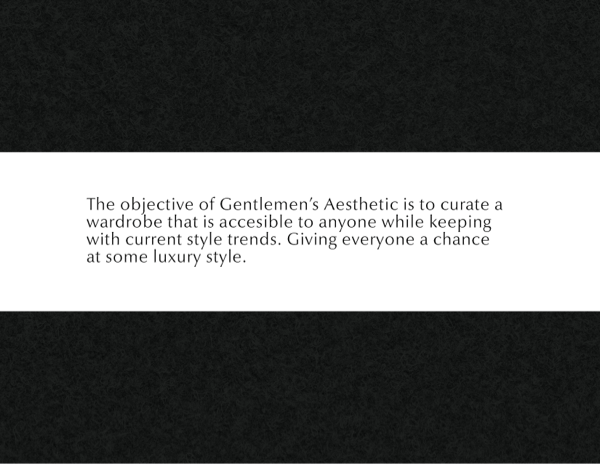 The objective of Gentlemen’s Aesthetic is to curate a
wardrobe that is accesible to anyone while keeping
with current style trends. Giving everyone a chance
at some luxury style.